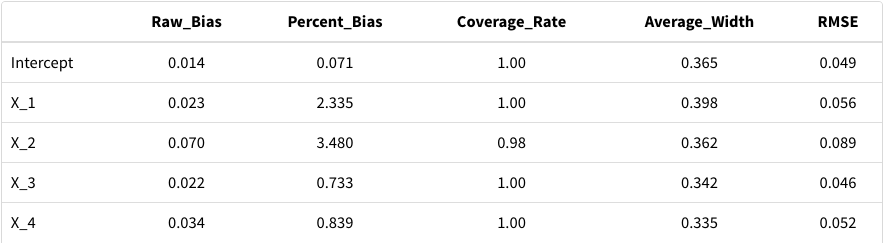 Raw_Bias Percent_Bias Coverage_Rate Average_Width RMSE
Intercept 0.014 0.071 1.00 0.365 0.049
X_1 0.023 2.335 1.00 0.398 0.056
X_2 0.070 3.480 0.98 0.362 0.089
X_3 0.022 0.733 1.00 0.342 0.046
X_4 0.034 0.839 1.00 0.335 0.052